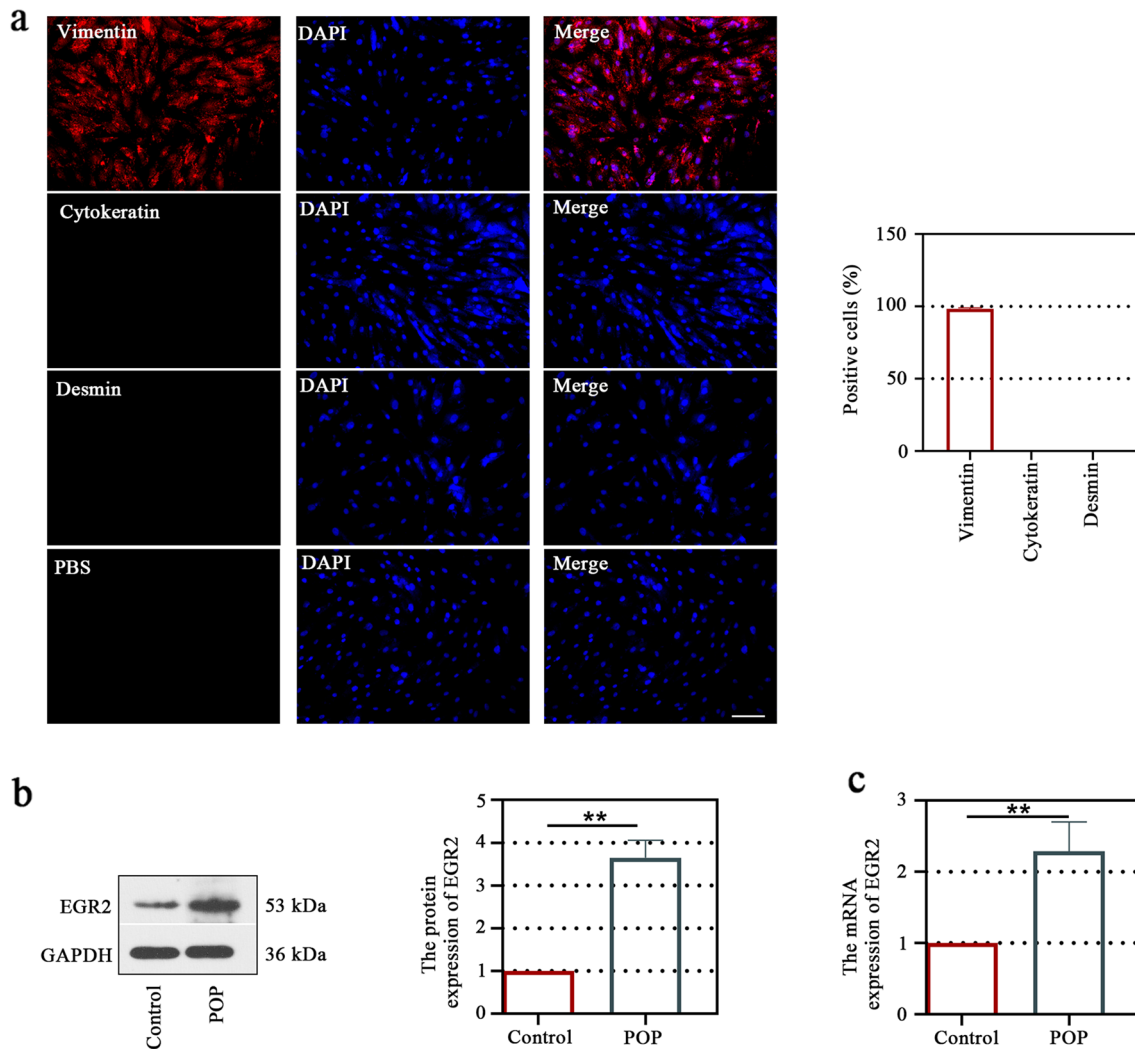 a
Vimentin
DAPI
Merge
Cytokeratin
DAPI
Merge
Desmin
DAPI
Merge
PBS
DAPI
Merge
Positive cells (%)
150
100
50
0
Vimentin
Cytokeratin
Desmin
b
EGR2
53 kDa
GAPDH
36 kDa
Control
POP
The protein
expression of EGR2
5
4
3
2
1
0
**
Control
POP
c
The mRNA
expression of EGR2
3
2
1
0
**
Control
POP